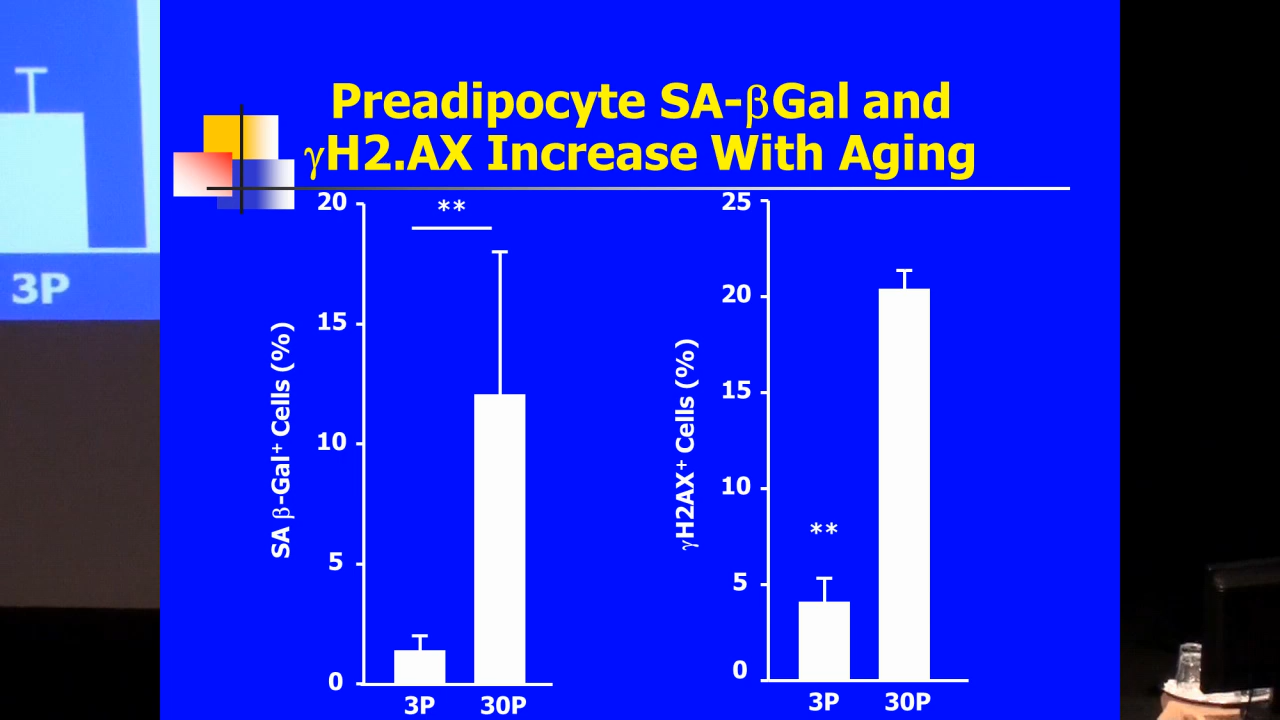 3P
Preadipocyte SA-βGal and
γH2.AX Increase With Aging
20
**
15
10
5
0
SA β-Gal⁺ Cells (%)
3P
30P
25
20
15
10
**
5
0
γH2AX⁺ Cells (%)
3P
30P